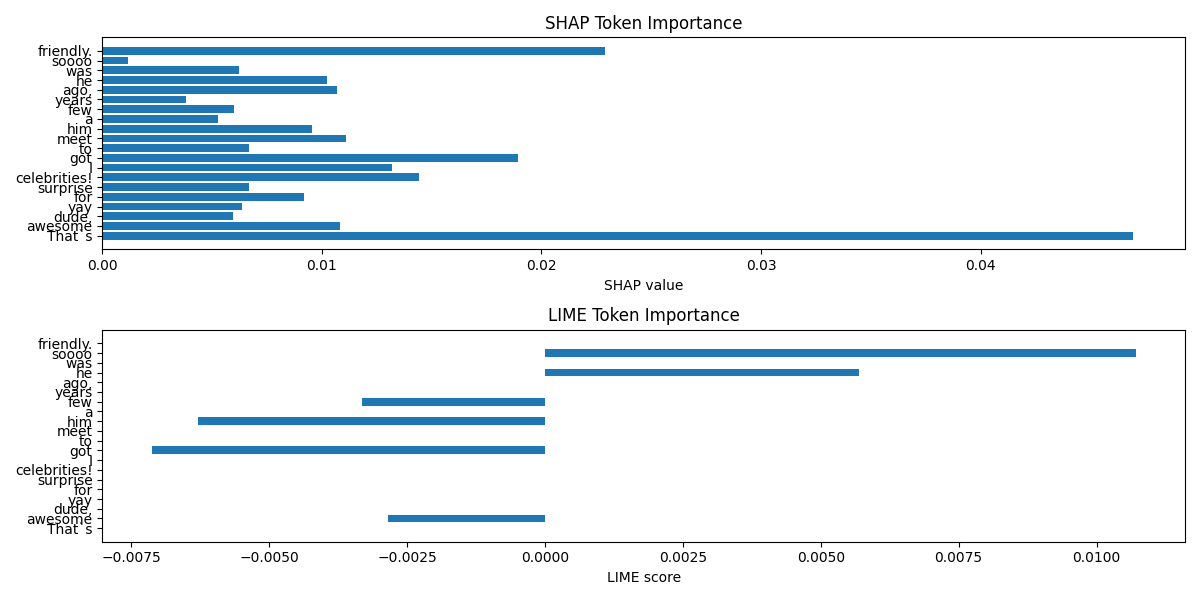 SHAP Token Importance
friendly.
soooo
was
he
ago,
years
few
a
him
meet
to
got
I
celebrities!
surprise
for
yay
dude,
awesome
That`s
0.00 0.01 0.02 0.03 0.04
SHAP value
LIME Token Importance
friendly.
soooo
was
he
ago,
years
few
a
him
meet
to
got
I
celebrities!
surprise
for
yay
dude,
awesome
That`s
−0.0075 −0.0050 −0.0025 0.0000 0.0025 0.0050 0.0075 0.0100
LIME score